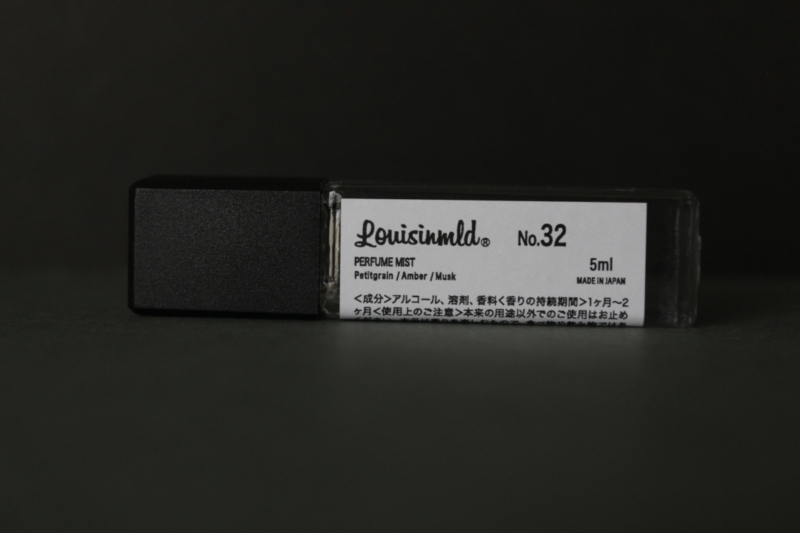 Louisinmld® No.32
PERFUME MIST 5ml
Petitgrain / Amber / Musk MADE IN JAPAN
<成分>アルコール、溶剤、香料<香りの持続期間>1ヶ月〜2
ヶ月<使用上のご注意>本来の用途以外でのご使用はお止め